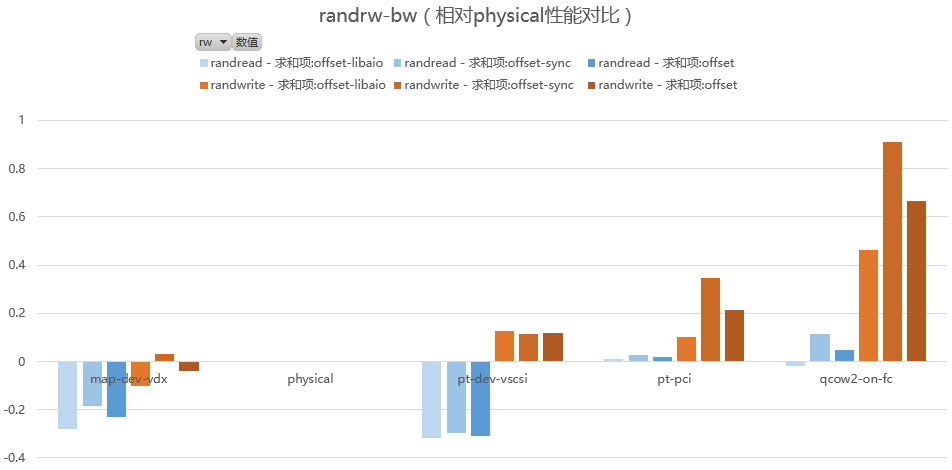 randrw-bw（相对physical性能对比）
rw 数值
randread - 求和项:offset-libaio randread - 求和项:offset-sync randread - 求和项:offset
randwrite - 求和项:offset-libaio randwrite - 求和项:offset-sync randwrite - 求和项:offset
1
0.8
0.6
0.4
0.2
0
map-dev-vdx physical pt-dev-vscsi pt-pci qcow2-on-fc
-0.2
-0.4